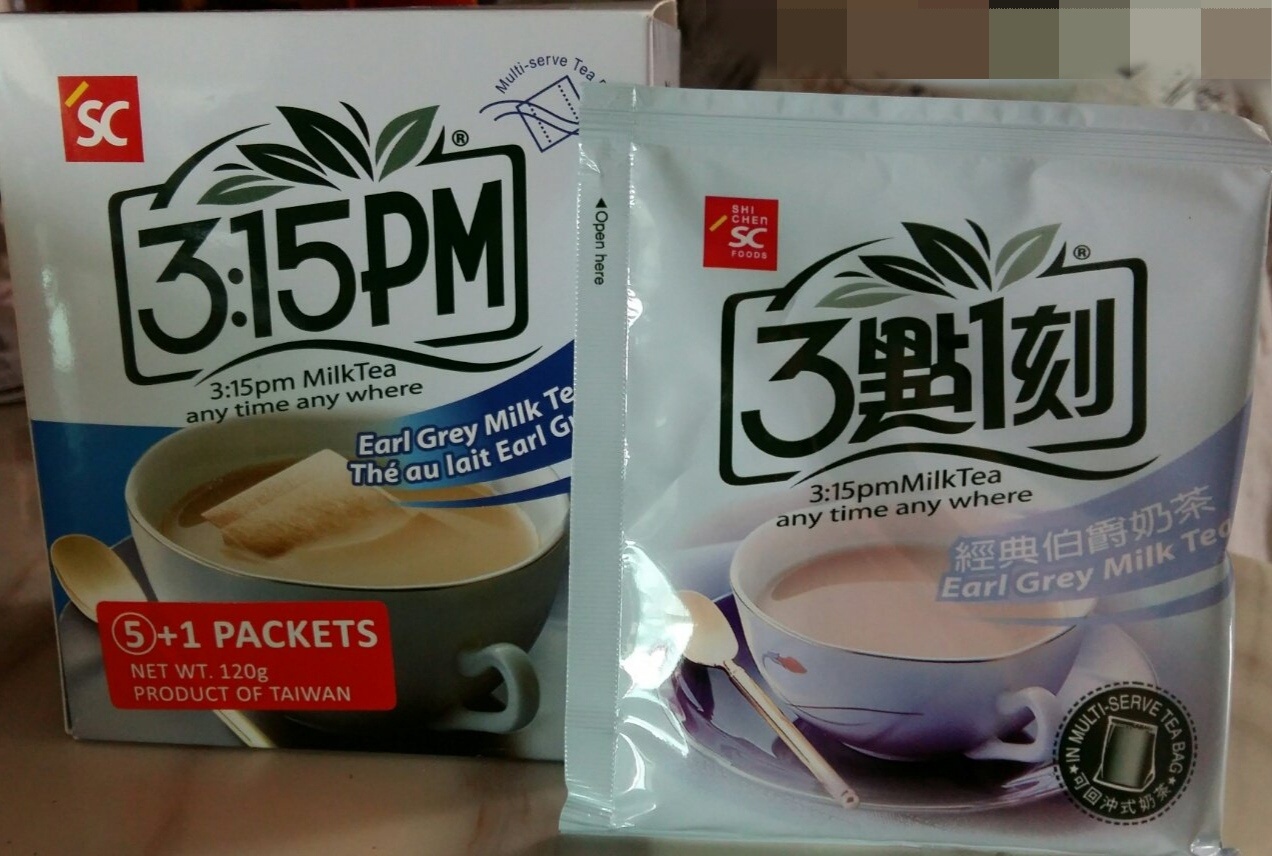 SC
Multi-serve Tea
3:15PM
®
3:15pm MilkTea
any time any where
Earl Grey Milk Te
Thé au lait Earl G
5+1 PACKETS
NET WT. 120g
PRODUCT OF TAIWAN
◀Open here
SHI
CHEN
SC
FOODS
3點1刻
®
3:15pmMilkTea
any time any where
經典伯爵奶茶
Earl Grey Milk Tea
★IN MULTI-SERVE TEA BAG★
可回沖式奶茶